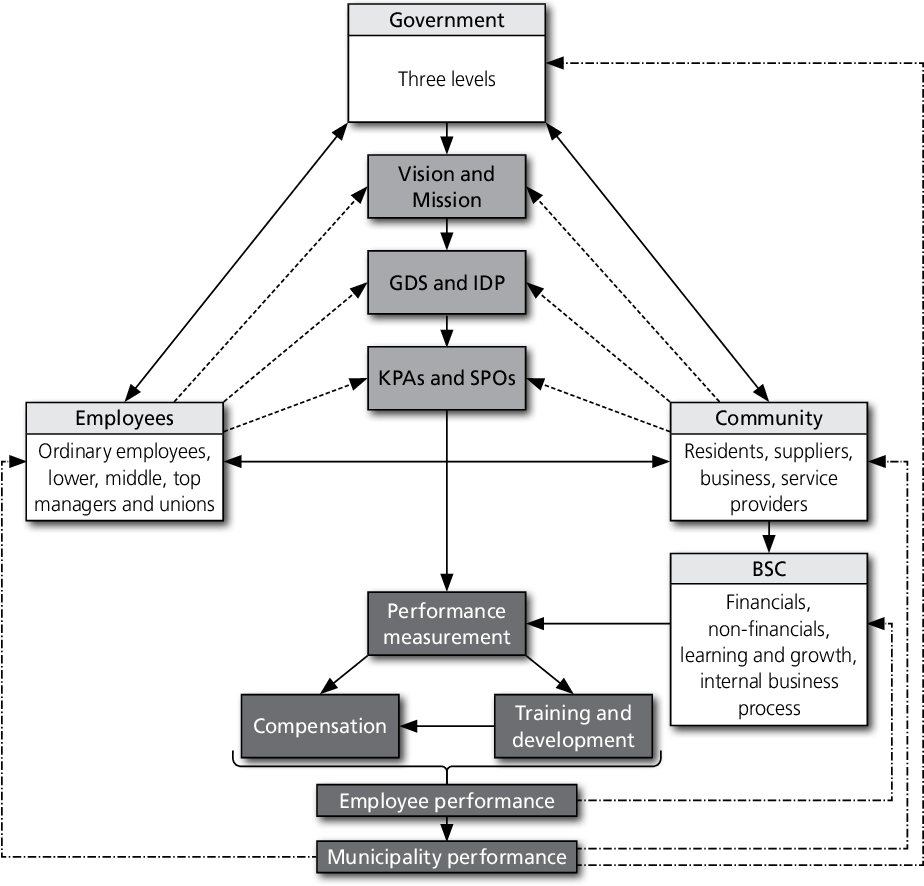 Government
Three levels
Vision and
Mission
GDS and IDP
KPAs and SPOs
Employees
Ordinary employees,
lower, middle, top
managers and unions
Community
Residents, suppliers,
business, service
providers
BSC
Financials,
non-financials,
learning and growth,
internal business
process
Performance
measurement
Compensation
Training and
development
Employee performance
Municipality performance